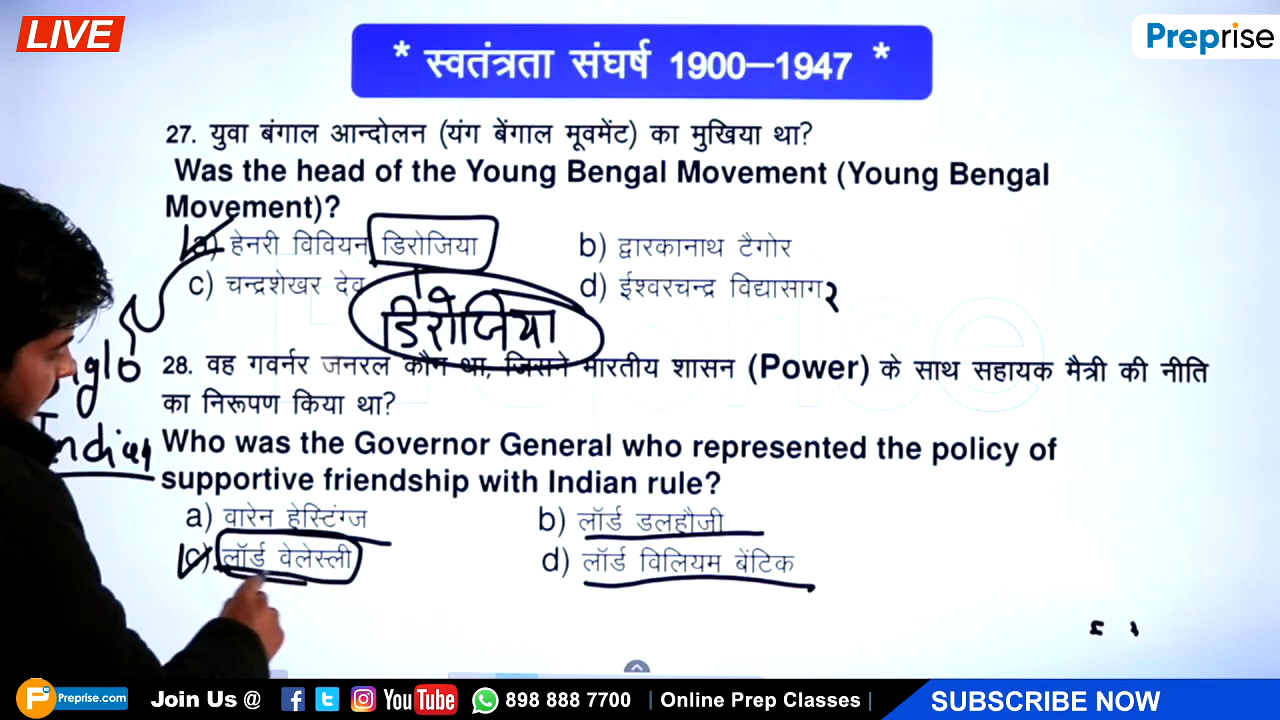 LIVE
Preprise
* स्वतंत्रता संघर्ष 1900–1947 *
27. युवा बंगाल आन्दोलन (यंग बेंगाल मूवमेंट) का मुखिया था?
Was the head of the Young Bengal Movement (Young Bengal
Movement)?
a) हेनरी विवियन डिरोजिया b) द्वारकानाथ टैगोर
c) चन्द्रशेखर देव d) ईश्वरचन्द्र विद्यासागर
डिरोजिया
28. वह गवर्नर जनरल कौन था, जिसने भारतीय शासन (Power) के साथ सहायक मैत्री की नीति
का निरूपण किया था?
Indian
Who was the Governor General who represented the policy of
supportive friendship with Indian rule?
a) वारेन हेस्टिंग्ज b) लॉर्ड डलहौजी
c) लॉर्ड वेलेस्ली d) लॉर्ड विलियम बेंटिक
Preprise.com Join Us @ YouTube 898 888 7700 | Online Prep Classes | SUBSCRIBE NOW